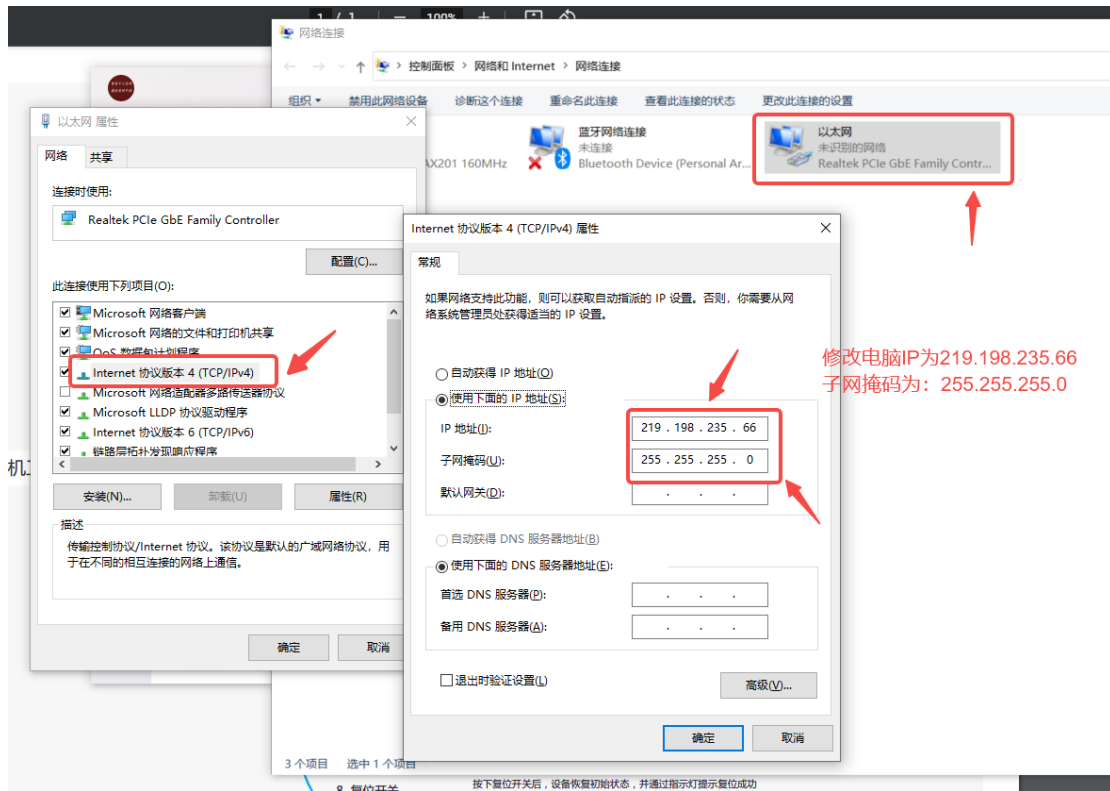 1 / 1 — 100% +
网络连接
控制面板 > 网络和 Internet > 网络连接
组织 禁用此网络设备 诊断这个连接 重命名此连接 查看此连接的状态 更改此连接的设置
AX201 160MHz
蓝牙网络连接
未连接
Bluetooth Device (Personal Ar...
以太网
未识别的网络
Realtek PCIe GbE Family Contr...
以太网 属性
网络 共享
连接时使用:
Realtek PCIe GbE Family Controller
配置(C)...
此连接使用下列项目(O):
Microsoft 网络客户端
Microsoft 网络的文件和打印机共享
QoS 数据包计划程序
Internet 协议版本 4 (TCP/IPv4)
Microsoft 网络适配器多路传送器协议
Microsoft LLDP 协议驱动程序
Internet 协议版本 6 (TCP/IPv6)
链路层拓扑发现响应程序
安装(N)... 卸载(U) 属性(R)
描述
传输控制协议/Internet 协议。该协议是默认的广域网络协议，用
于在不同的相互连接的网络上通信。
确定 取消
Internet 协议版本 4 (TCP/IPv4) 属性
常规
如果网络支持此功能，则可以获取自动指派的 IP 设置。否则，你需要从网
络系统管理员处获得适当的 IP 设置。
自动获得 IP 地址(O)
使用下面的 IP 地址(S):
IP 地址(I): 219 . 198 . 235 . 66
子网掩码(U): 255 . 255 . 255 . 0
默认网关(D): . . .
自动获得 DNS 服务器地址(B)
使用下面的 DNS 服务器地址(E):
首选 DNS 服务器(P): . . .
备用 DNS 服务器(A): . . .
退出时验证设置(L)
高级(V)...
确定 取消
修改电脑IP为219.198.235.66
子网掩码为：255.255.255.0
3 个项目 选中 1 个项目
8. 复位开关
按下复位开关后，设备恢复初始状态，并通过指示灯提示复位成功